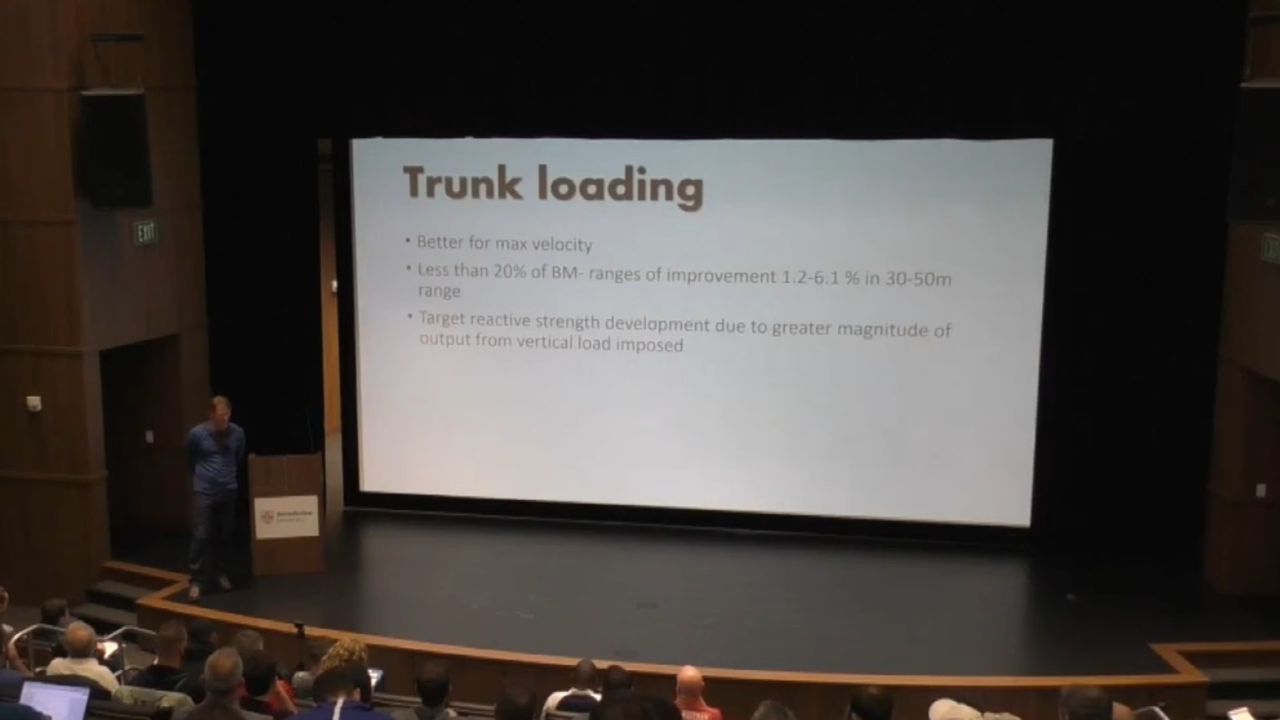 Trunk loading
• Better for max velocity
• Less than 20% of BM- ranges of improvement 1.2-6.1 % in 30-50m
range
• Target reactive strength development due to greater magnitude of
output from vertical load imposed
EXIT